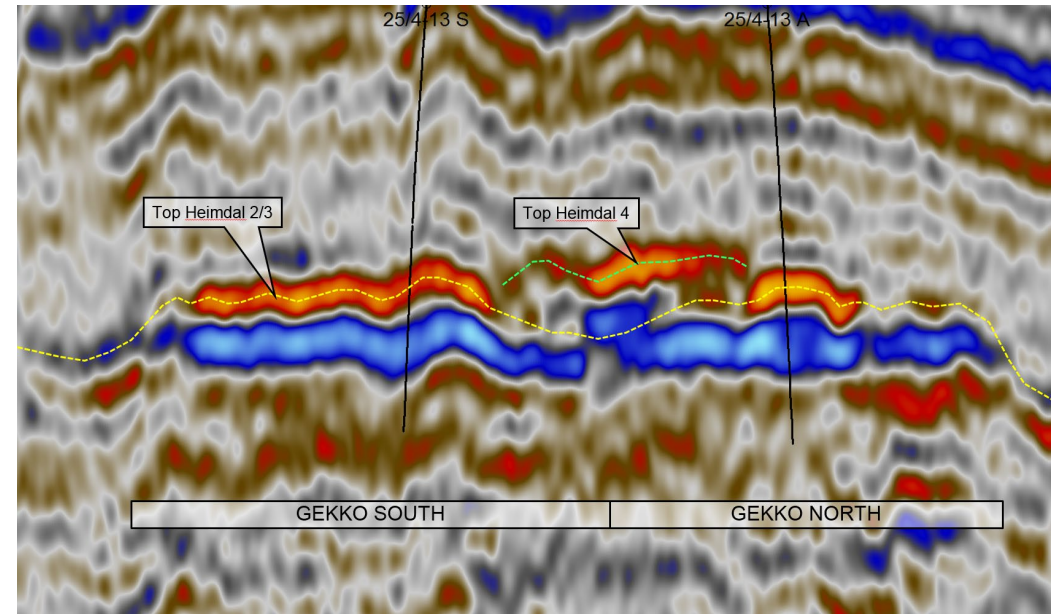 25/4-13 S
25/4-13 A
Top Heimdal 2/3
Top Heimdal 4
GEKKO SOUTH
GEKKO NORTH